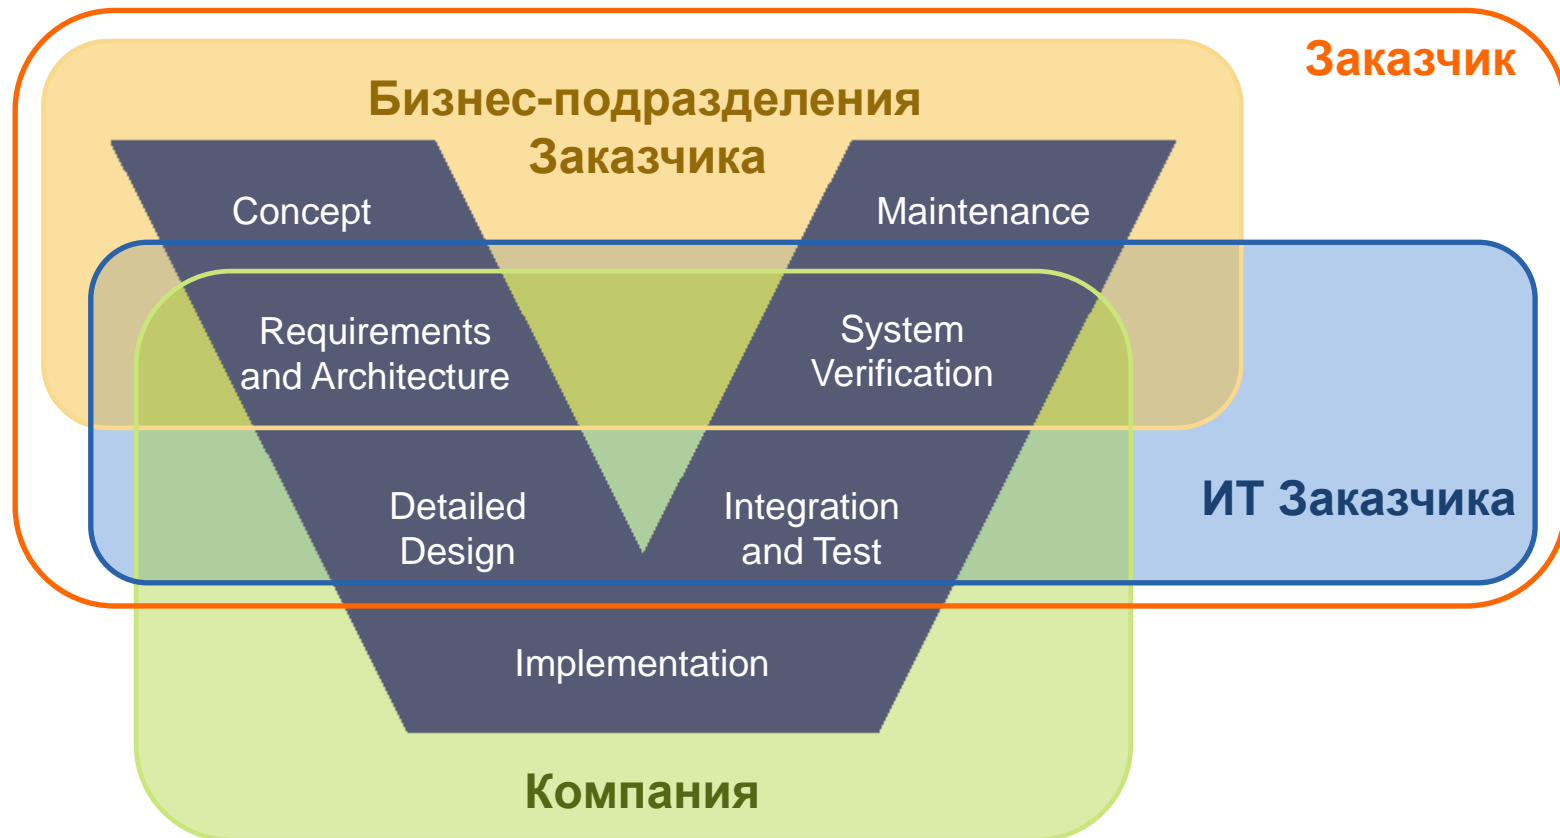 Заказчик
Бизнес-подразделения
Заказчика
Concept
Maintenance
Requirements
and Architecture
System
Verification
Detailed
Design
Integration
and Test
ИТ Заказчика
Implementation
Компания